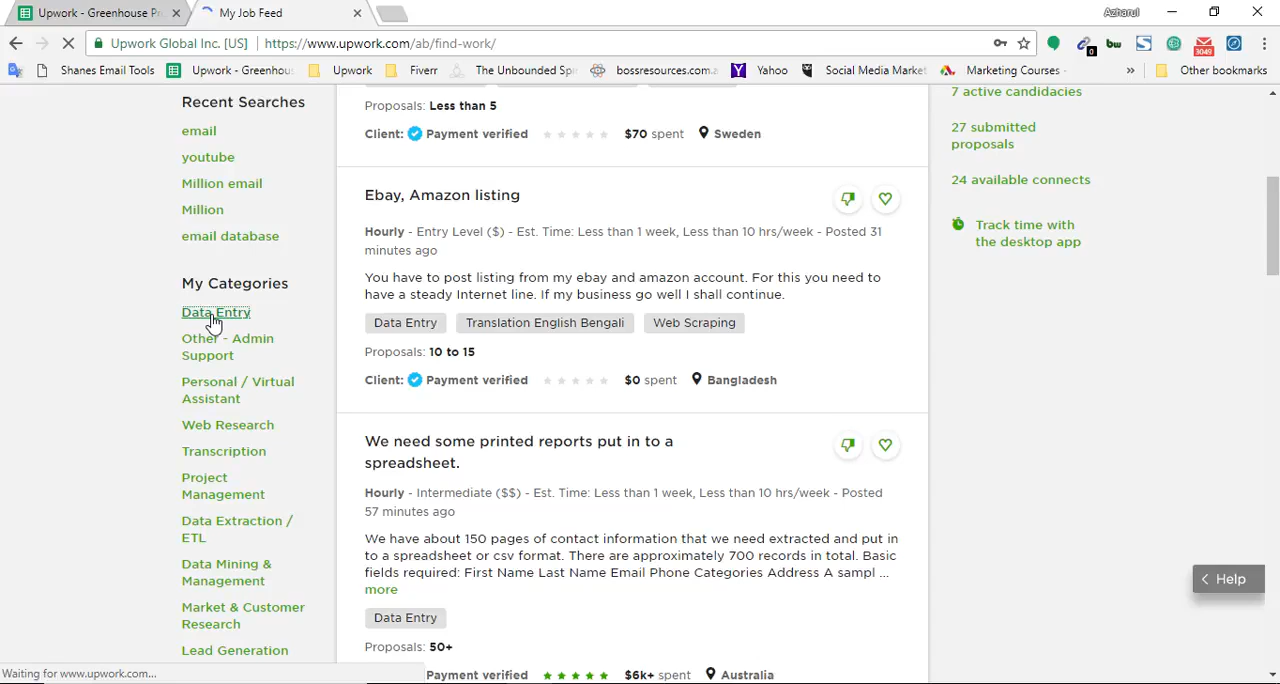 Upwork - Greenhouse Pr
My Job Feed
Azharul
Upwork Global Inc. [US]
https://www.upwork.com/ab/find-work/
0
bw
3049
Shanes Email Tools
Upwork - Greenhous
Upwork
Fiverr
The Unbounded Spi
bossresources.com.a
Yahoo
Social Media Market
Marketing Courses -
»
Other bookmarks
Recent Searches
email
youtube
Million email
Million
email database
My Categories
Data Entry
Other - Admin
Support
Personal / Virtual
Assistant
Web Research
Transcription
Project
Management
Data Extraction /
ETL
Data Mining &
Management
Market & Customer
Research
Lead Generation
Waiting for www.upwork.com...
Proposals: Less than 5
Client: Payment verified $70 spent Sweden
Ebay, Amazon listing
Hourly - Entry Level ($) - Est. Time: Less than 1 week, Less than 10 hrs/week - Posted 31
minutes ago
You have to post listing from my ebay and amazon account. For this you need to
have a steady Internet line. If my business go well I shall continue.
Data Entry Translation English Bengali Web Scraping
Proposals: 10 to 15
Client: Payment verified $0 spent Bangladesh
We need some printed reports put in to a
spreadsheet.
Hourly - Intermediate ($$) - Est. Time: Less than 1 week, Less than 10 hrs/week - Posted
57 minutes ago
We have about 150 pages of contact information that we need extracted and put in
to a spreadsheet or csv format. There are approximately 700 records in total. Basic
fields required: First Name Last Name Email Phone Categories Address A sampl ...
more
Data Entry
Proposals: 50+
Payment verified $6k+ spent Australia
7 active candidacies
27 submitted
proposals
24 available connects
Track time with
the desktop app
Help